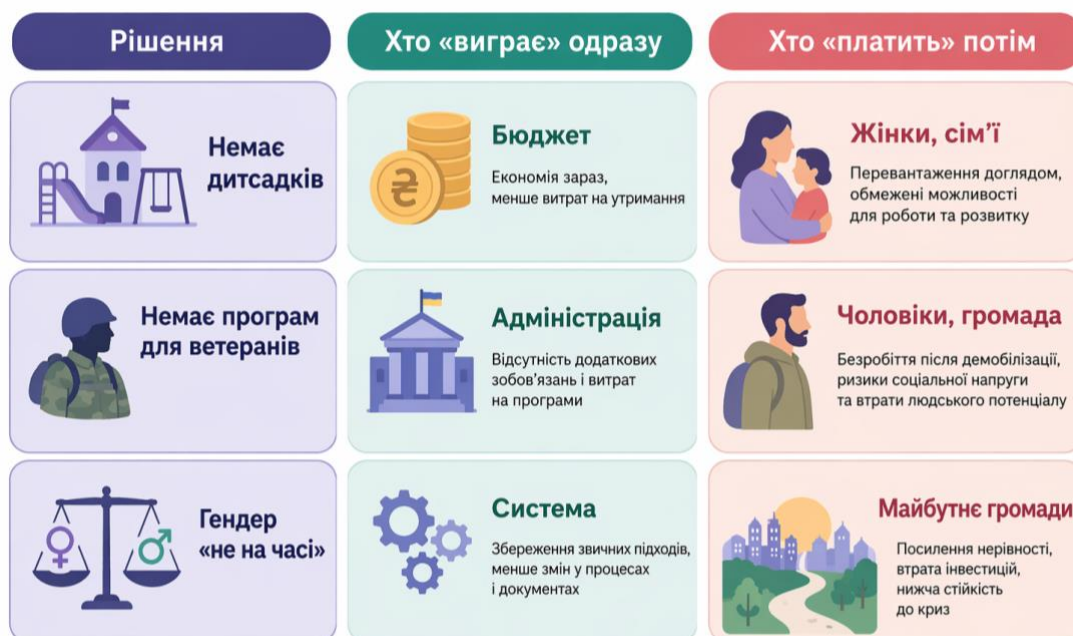 Рішення
Хто «виграє» одразу
Хто «платить» потім
Немає
дитсадків
Бюджет
Економія зараз,
менше витрат на утримання
Жінки, сім’ї
Перевантаження доглядом,
обмежені можливості
для роботи та розвитку
Немає програм
для ветеранів
Адміністрація
Відсутність додаткових
зобов’язань і витрат
на програми
Чоловіки, громада
Безробіття після демобілізації,
ризики соціальної напруги
та втрати людського потенціалу
Гендер
«не на часі»
Система
Збереження звичних підходів,
менше змін у процесах
і документах
Майбутнє громади
Посилення нерівності,
втрата інвестицій,
нижча стійкість
до криз